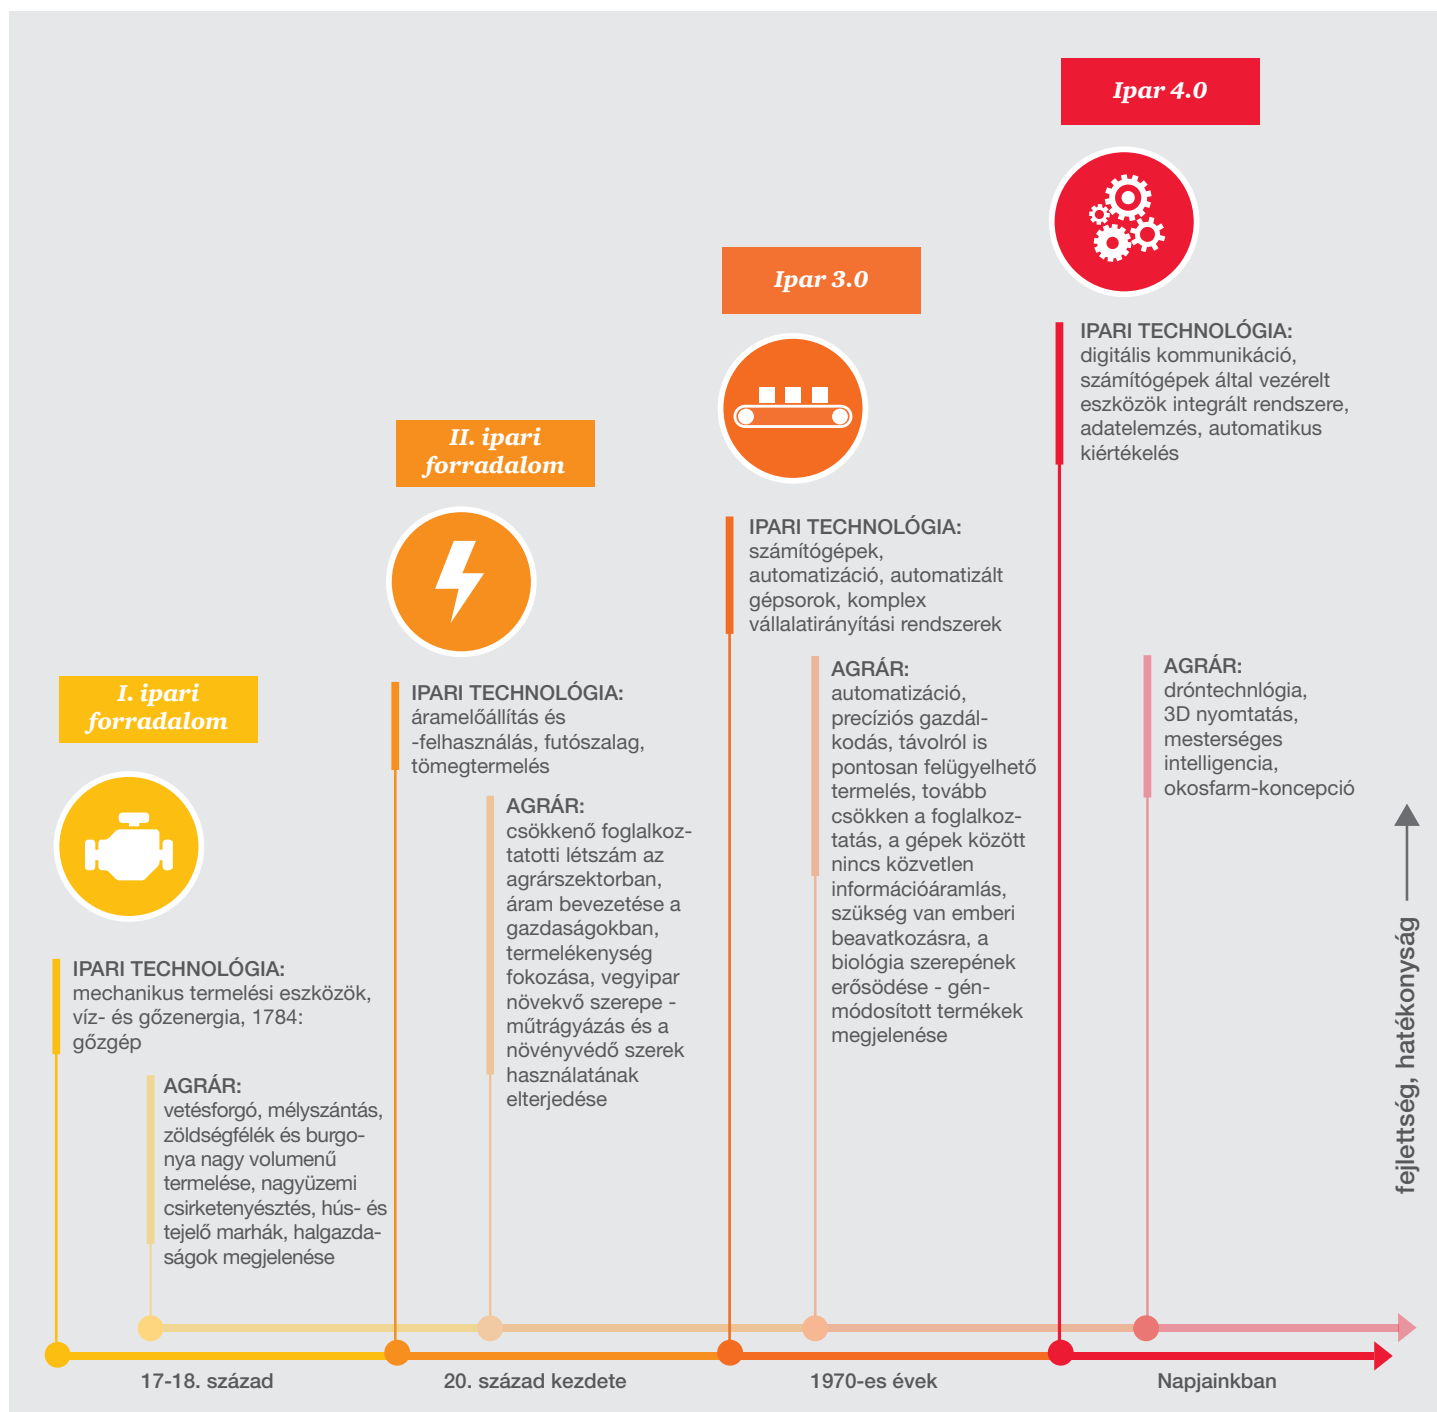 I. ipari
forradalom
IPARI TECHNOLÓGIA:
mechanikus termelési eszközök,
víz- és gőzenergia, 1784:
gőzgép
AGRÁR:
vetésforgó, mélyszántás,
zöldségfélék és burgo-
nya nagy volumenű
termelése, nagyüzemi
csirketenyésztés, hús- és
tejelő marhák, halgazda-
ságok megjelenése
II. ipari
forradalom
IPARI TECHNOLÓGIA:
áramelőállítás és
-felhasználás, futószalag,
tömegtermelés
AGRÁR:
csökkenő foglalkoz-
tatotti létszám az
agrárszektorban,
áram bevezetése a
gazdaságokban,
termelékenység
fokozása, vegyipar
növekvő szerepe -
műtrágyázás és a
növényvédő szerek
használatának
elterjedése
Ipar 3.0
IPARI TECHNOLÓGIA:
számítógépek,
automatizáció, automatizált
gépsorok, komplex
vállalatirányítási rendszerek
AGRÁR:
automatizáció,
precíziós gazdál-
kodás, távolról is
pontosan felügyelhető
termelés, tovább
csökken a foglalkoz-
tatás, a gépek között
nincs közvetlen
információáramlás,
szükség van emberi
beavatkozásra, a
biológia szerepének
erősödése - gén-
módosított termékek
megjelenése
Ipar 4.0
IPARI TECHNOLÓGIA:
digitális kommunikáció,
számítógépek által vezérelt
eszközök integrált rendszere,
adatelemzés, automatikus
kiértékelés
AGRÁR:
dróntechnlógia,
3D nyomtatás,
mesterséges
intelligencia,
okosfarm-koncepció
fejlettség, hatékonyság
17-18. század
20. század kezdete
1970-es évek
Napjainkban